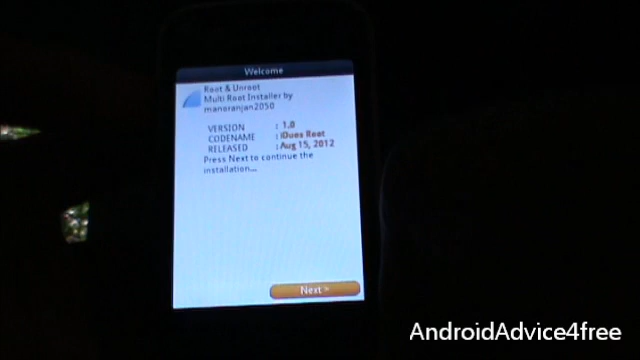 Welcome
Root & Unroot
Multi Root Installer by
manoranjan2050
VERSION : 1.0
CODENAME : iDuos Root
RELEASED : Aug 15, 2012
Press Next to continue the
installation...
Next >
AndroidAdvice4free